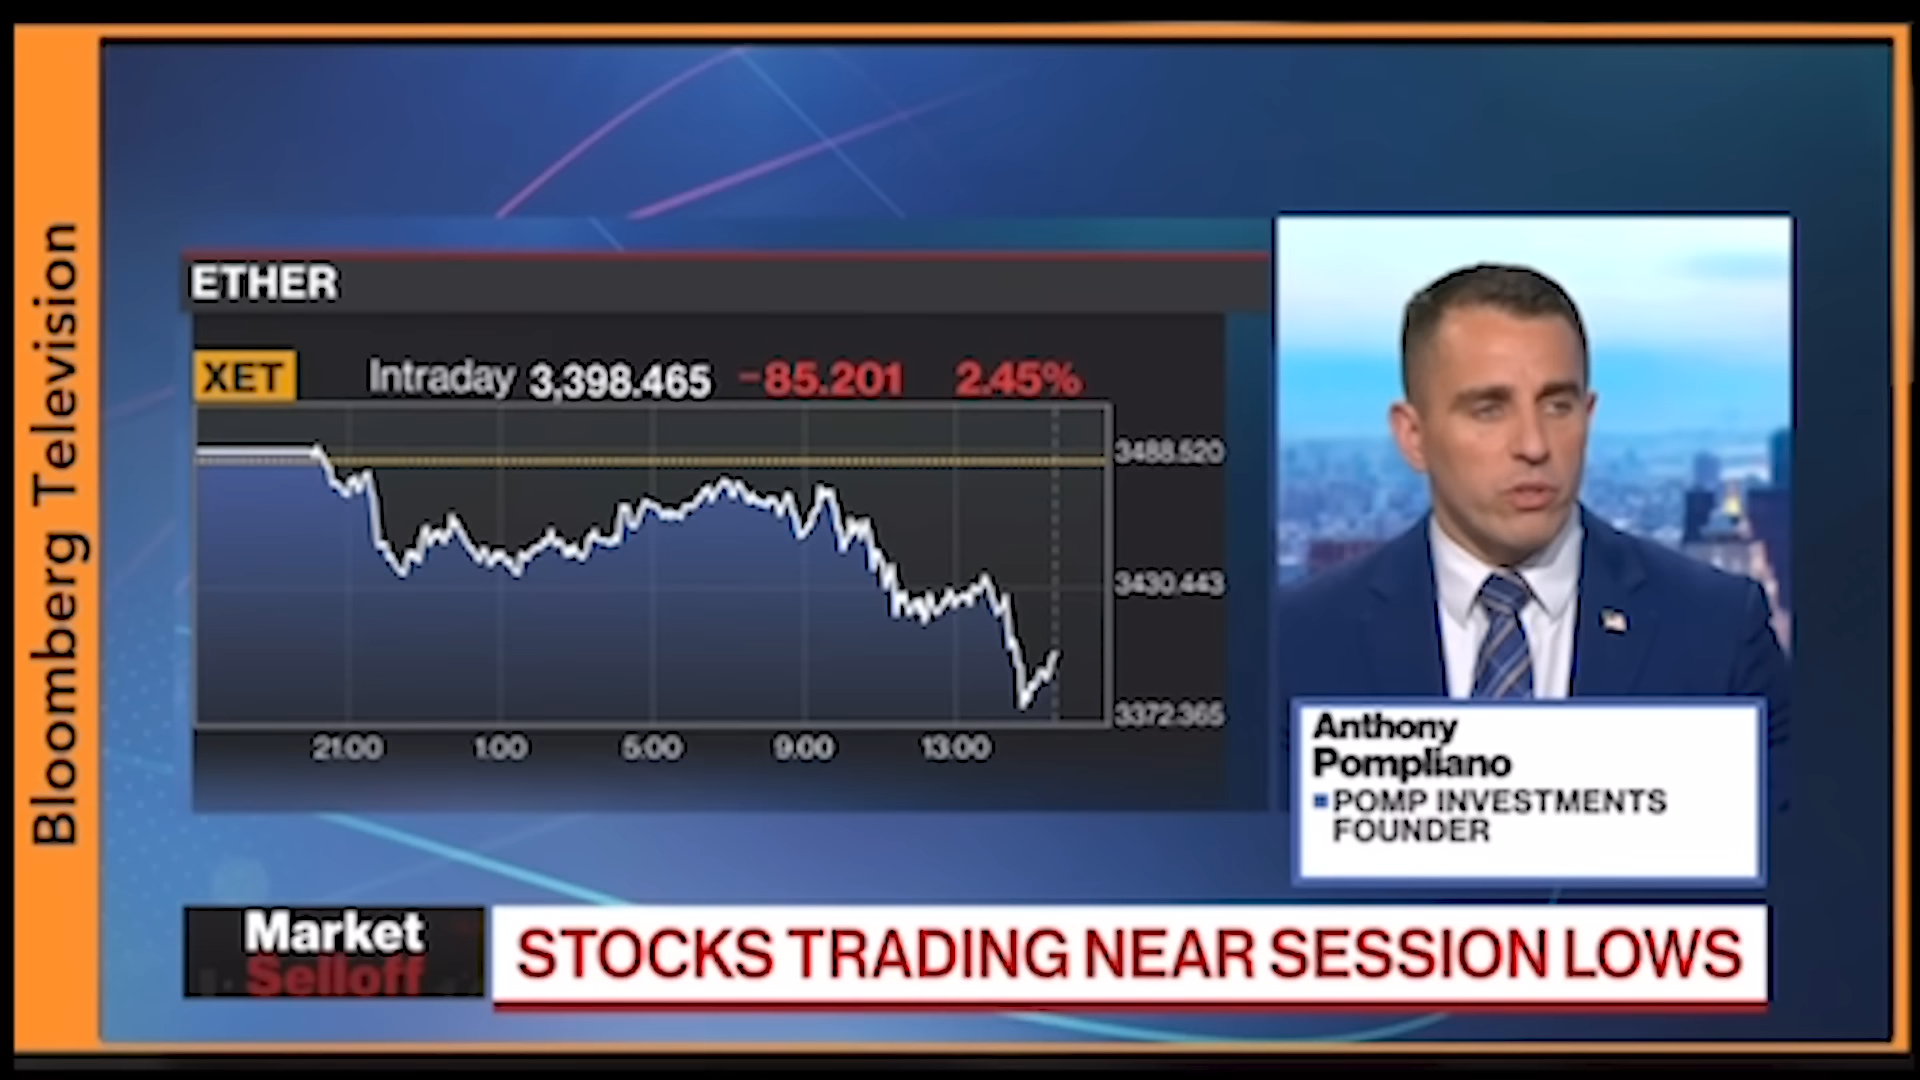 Bloomberg Television
ETHER
XET Intraday 3,398.465 -85.201 2.45%
3488.520
3430.443
3372.365
21:00 1:00 5:00 9:00 13:00
Anthony
Pompliano
POMP INVESTMENTS
FOUNDER
Market
Selloff
STOCKS TRADING NEAR SESSION LOWS